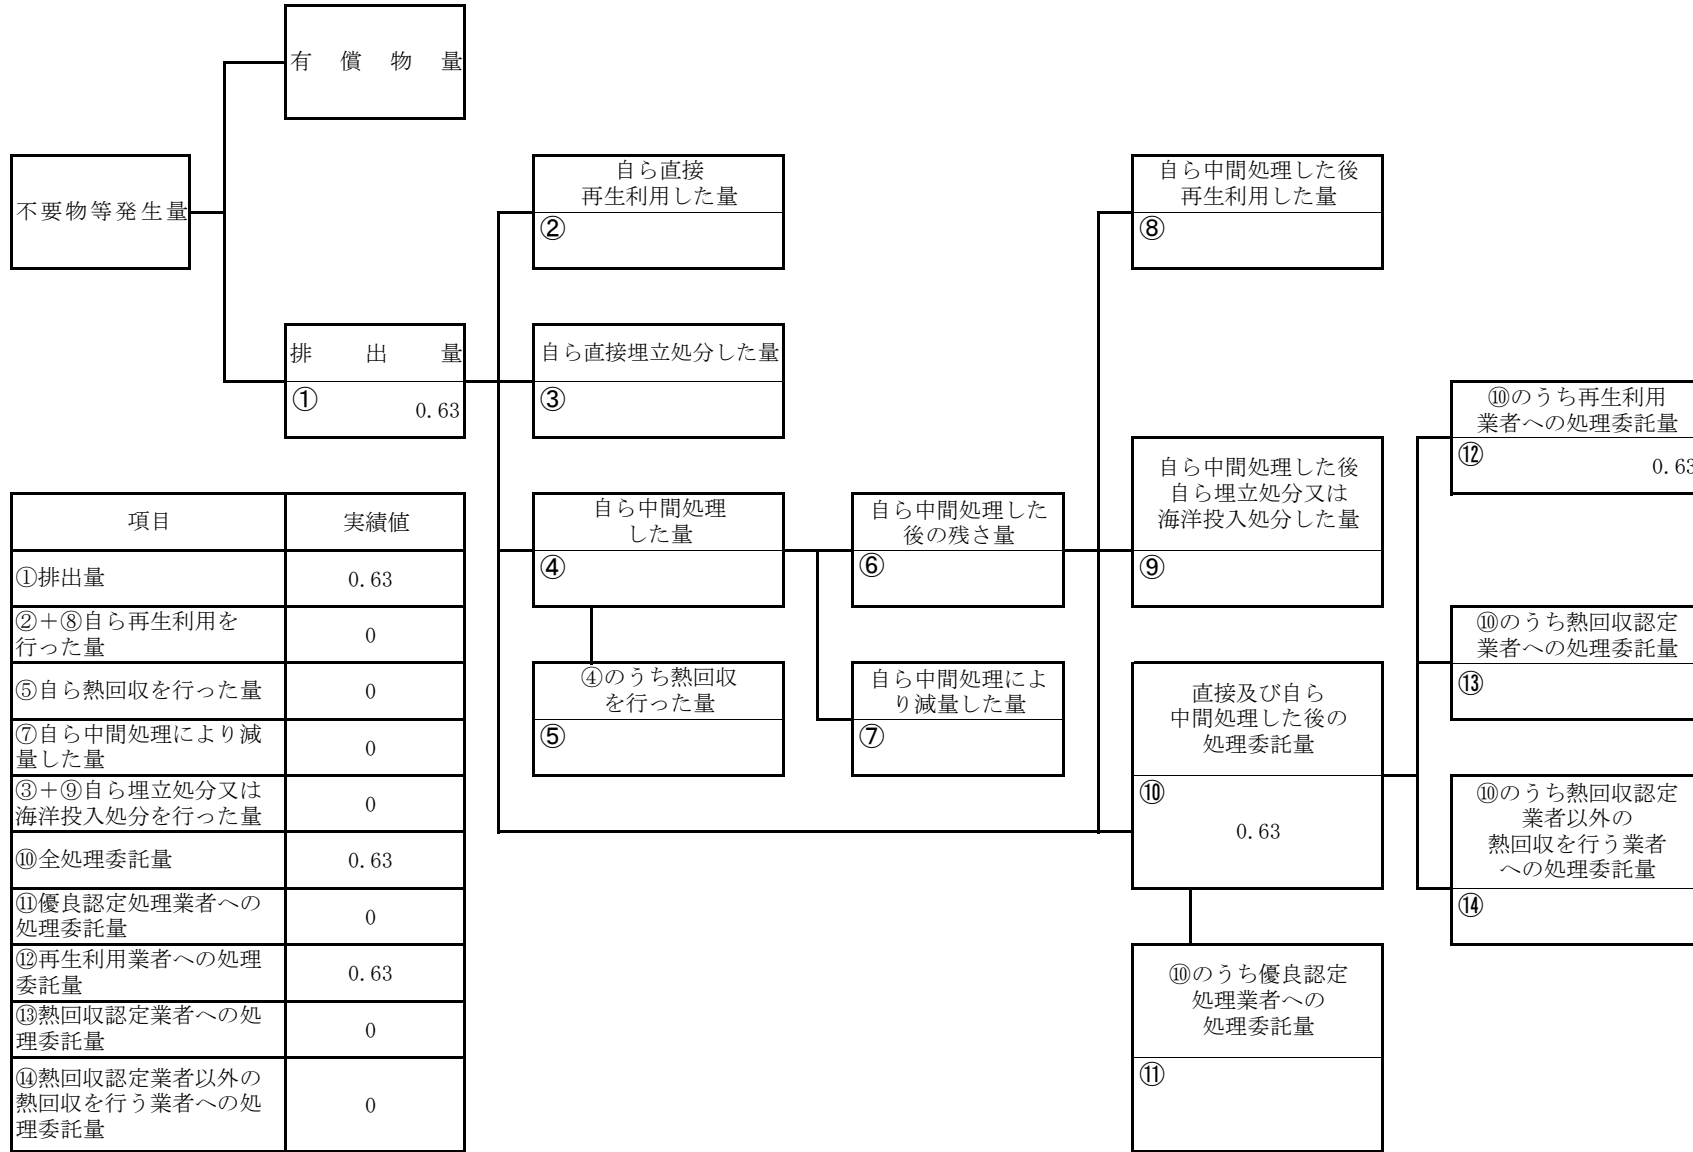 有償物量
不要物等発生量
自ら直接
再生利用した量
②
自ら中間処理した後
再生利用した量
⑧
排出量
①
0.63
自ら直接埋立処分した量
③
⑩のうち再生利用
業者への処理委託量
⑫
0.63
自ら中間処理
した量
④
自ら中間処理した
後の残さ量
⑥
自ら中間処理した後
自ら埋立処分又は
海洋投入処分した量
⑨
⑩のうち熱回収認定
業者への処理委託量
⑬
④のうち熱回収
を行った量
⑤
自ら中間処理によ
り減量した量
⑦
直接及び自ら
中間処理した後の
処理委託量
⑩
0.63
⑩のうち熱回収認定
業者以外の
熱回収を行う業者
への処理委託量
⑭
⑩のうち優良認定
処理業者への
処理委託量
⑪
項目 実績値
①排出量 0.63
②+⑧自ら再生利用を
行った量 0
⑤自ら熱回収を行った量 0
⑦自ら中間処理により減
量した量 0
③+⑨自ら埋立処分又は
海洋投入処分を行った量 0
⑩全処理委託量 0.63
⑪優良認定処理業者への
処理委託量 0
⑫再生利用業者への処理
委託量 0.63
⑬熱回収認定業者への処
理委託量 0
⑭熱回収認定業者以外の
熱回収を行う業者への処
理委託量 0